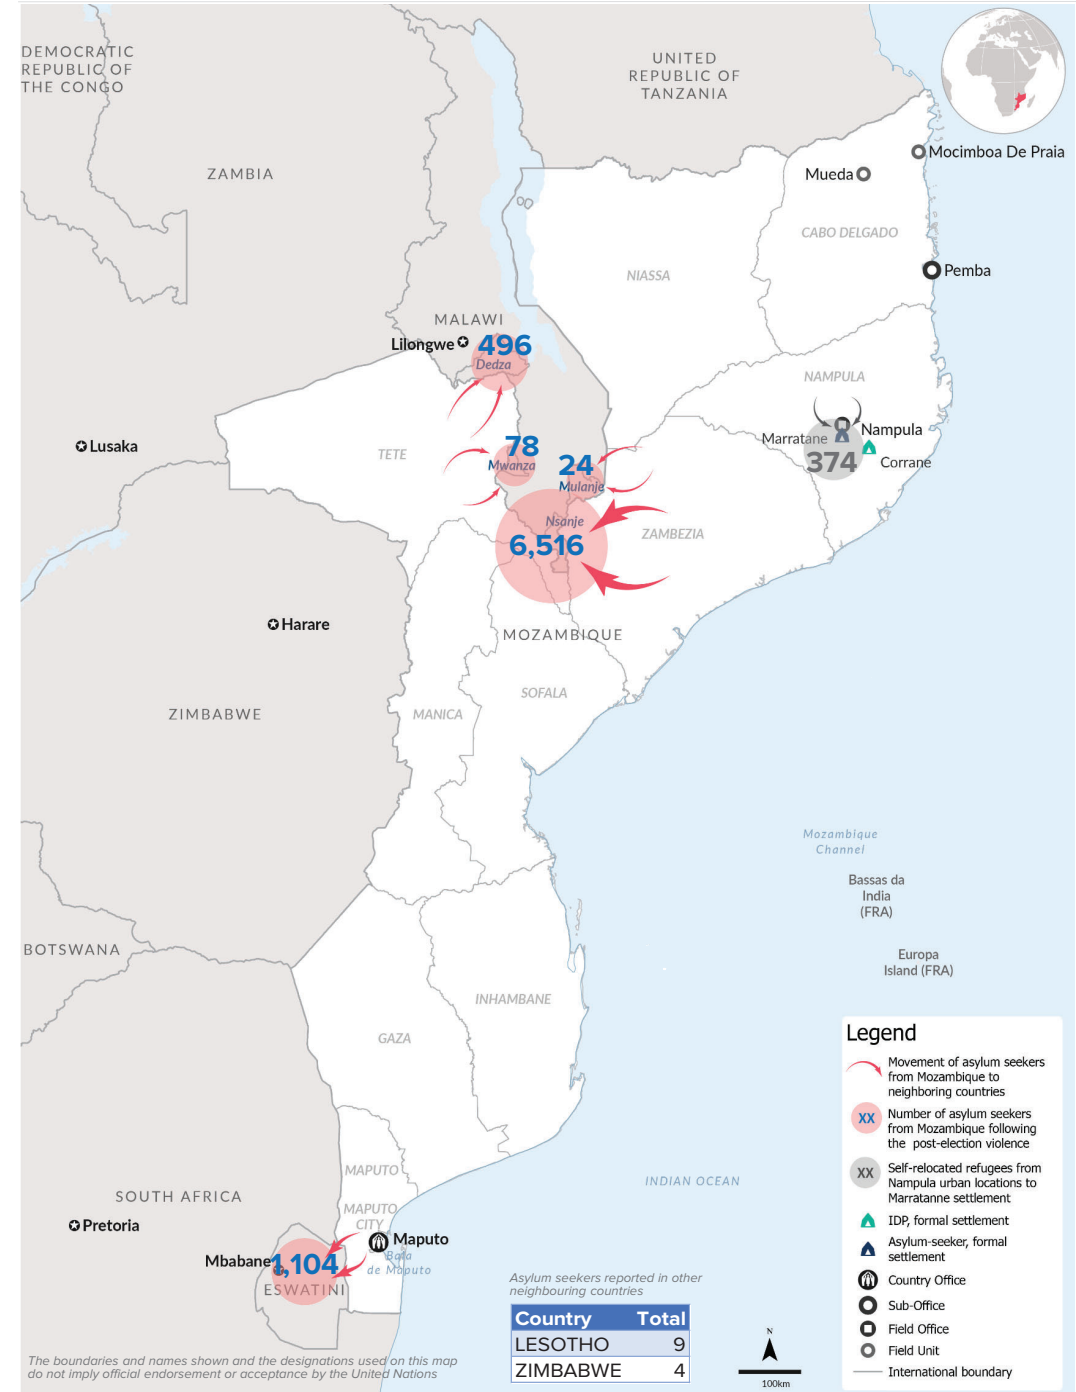 DEMOCRATIC
REPUBLIC OF
THE CONGO
UNITED
REPUBLIC OF
TANZANIA
ZAMBIA
Mocimboa De Praia
Mueda
CABO DELGADO
NIASSA
Pemba
MALAWI
Lilongwe
496
Dedza
NAMPULA
Lusaka
TETE
78
Mwanza
24
Mulanje
Marratane
Nampula
374
Corrane
Nsanje
6,516
ZAMBEZIA
Harare
MOZAMBIQUE
ZIMBABWE
MANICA
SOFALA
Mozambique
Channel
Bassas da
India
(FRA)
Europa
Island (FRA)
BOTSWANA
INHAMBANE
GAZA
MAPUTO
SOUTH AFRICA
MAPUTO
CITY
Pretoria
Maputo
Baia
de Maputo
Mbabane
1,104
ESWATINI
INDIAN OCEAN
Legend
Movement of asylum seekers
from Mozambique to
neighboring countries
XX
Number of asylum seekers
from Mozambique following
the post-election violence
XX
Self-relocated refugees from
Nampula urban locations to
Marratanne settlement
IDP, formal settlement
Asylum-seeker, formal
settlement
Country Office
Sub-Office
Field Office
Field Unit
International boundary
Asylum seekers reported in other
neighbouring countries
Country Total
LESOTHO 9
ZIMBABWE 4
N
100km
The boundaries and names shown and the designations used on this map
do not imply official endorsement or acceptance by the United Nations